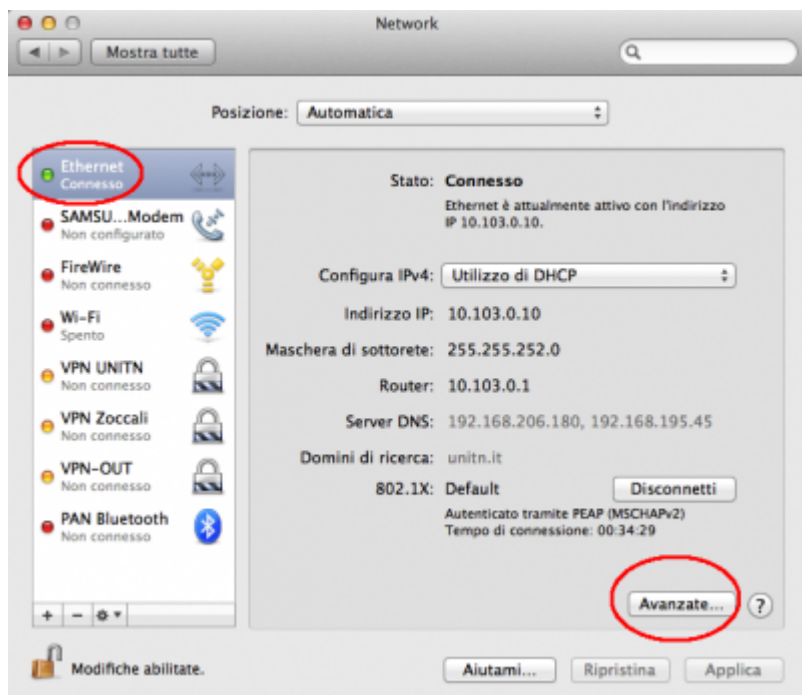 Network
Mostra tutte
Posizione: Automatica
Ethernet
Connesso
SAMSU...Modem
Non configurato
FireWire
Non connesso
Wi-Fi
Spento
VPN UNITN
Non connesso
VPN Zoccali
Non connesso
VPN-OUT
Non connesso
PAN Bluetooth
Non connesso
Stato: Connesso
Ethernet è attualmente attivo con l'indirizzo
IP 10.103.0.10.
Configura IPv4: Utilizzo di DHCP
Indirizzo IP: 10.103.0.10
Maschera di sottorete: 255.255.252.0
Router: 10.103.0.1
Server DNS: 192.168.206.180, 192.168.195.45
Domini di ricerca: unitn.it
802.1X: Default Disconnetti
Autenticato tramite PEAP (MSCHAPv2)
Tempo di connessione: 00:34:29
Avanzate... ?
Modifiche abilitate.
Aiutami... Ripristina Applica